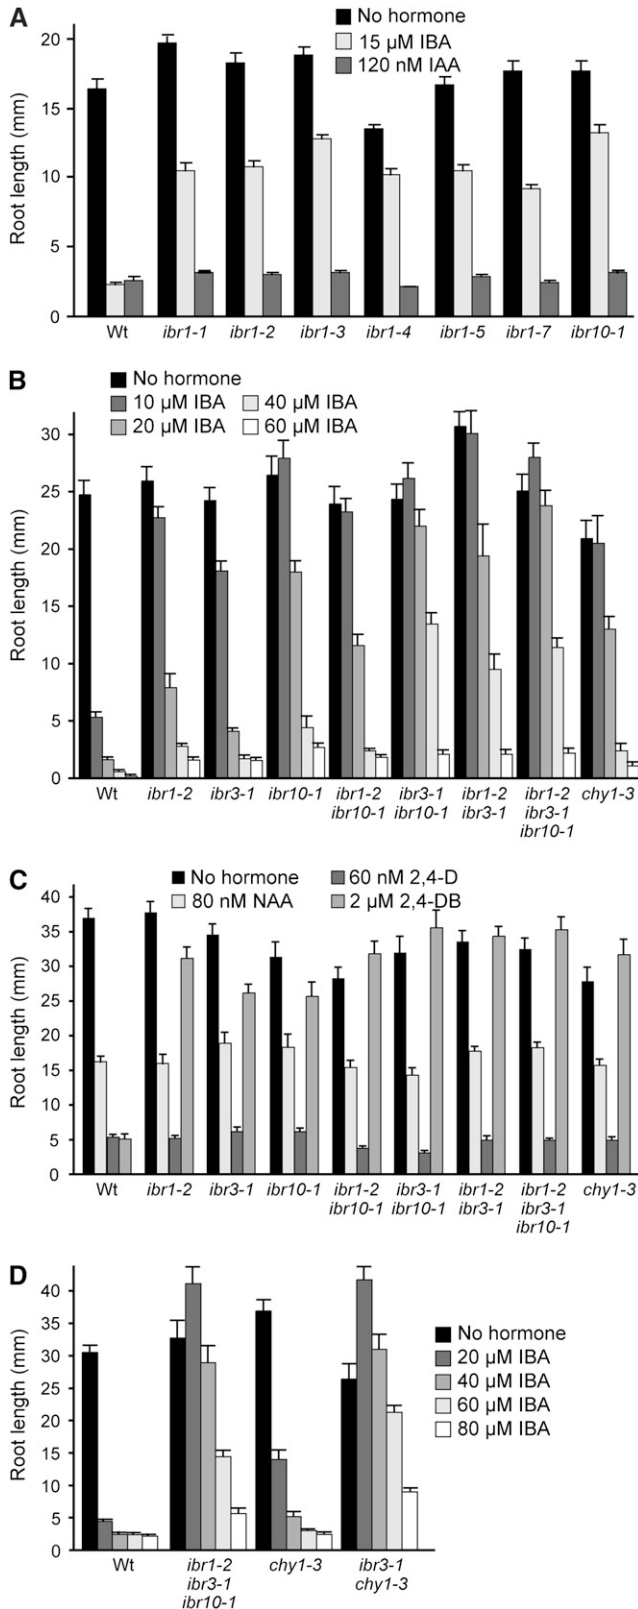 A
No hormone
15 µM IBA
120 nM IAA
Root length (mm)
20
15
10
5
0
Wt ibr1-1 ibr1-2 ibr1-3 ibr1-4 ibr1-5 ibr1-7 ibr10-1
B
No hormone
10 µM IBA 40 µM IBA
20 µM IBA 60 µM IBA
Root length (mm)
30
25
20
15
10
5
0
Wt ibr1-2 ibr3-1 ibr10-1 ibr1-2 ibr3-1 ibr1-2 ibr1-2 chy1-3
ibr10-1 ibr10-1 ibr3-1 ibr3-1
ibr10-1
C
No hormone 60 nM 2,4-D
80 nM NAA 2 µM 2,4-DB
Root length (mm)
40
35
30
25
20
15
10
5
0
Wt ibr1-2 ibr3-1 ibr10-1 ibr1-2 ibr3-1 ibr1-2 ibr1-2 chy1-3
ibr10-1 ibr10-1 ibr3-1 ibr3-1
ibr10-1
D
Root length (mm)
40
35
30
25
20
15
10
5
0
No hormone
20 µM IBA
40 µM IBA
60 µM IBA
80 µM IBA
Wt ibr1-2 chy1-3 ibr3-1
ibr3-1 chy1-3
ibr10-1